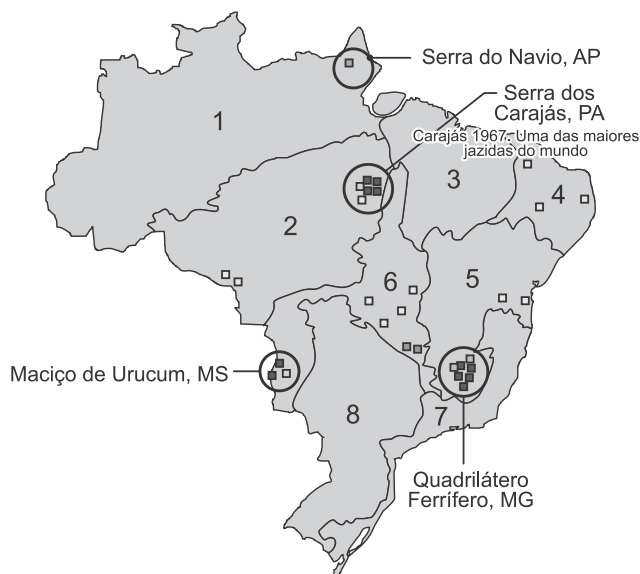 Serra do Navio, AP
Serra dos
Carajás, PA
Carajás 1967: Uma das maiores
jazidas do mundo
1
2
3
4
5
6
Maciço de Urucum, MS
7
8
Quadrilátero
Ferrífero, MG